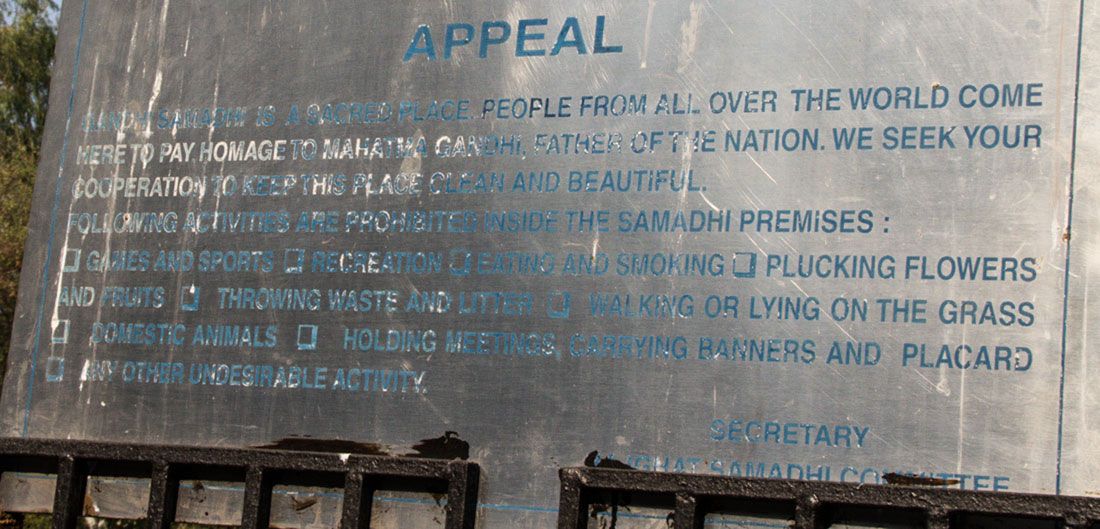 APPEAL
GANDHI SAMADHI IS A SACRED PLACE. PEOPLE FROM ALL OVER THE WORLD COME
HERE TO PAY HOMAGE TO MAHATMA GANDHI, FATHER OF THE NATION. WE SEEK YOUR
COOPERATION TO KEEP THIS PLACE CLEAN AND BEAUTIFUL.
FOLLOWING ACTIVITIES ARE PROHIBITED INSIDE THE SAMADHI PREMISES :
❑ GAMES AND SPORTS ❑ RECREATION ❑ EATING AND SMOKING ❑ PLUCKING FLOWERS
AND FRUITS ❑ THROWING WASTE AND LITTER ❑ WALKING OR LYING ON THE GRASS
❑ DOMESTIC ANIMALS ❑ HOLDING MEETINGS, CARRYING BANNERS AND PLACARD
❑ ANY OTHER UNDESIRABLE ACTIVITY.
SECRETARY
SAMADHI COMMITTEE